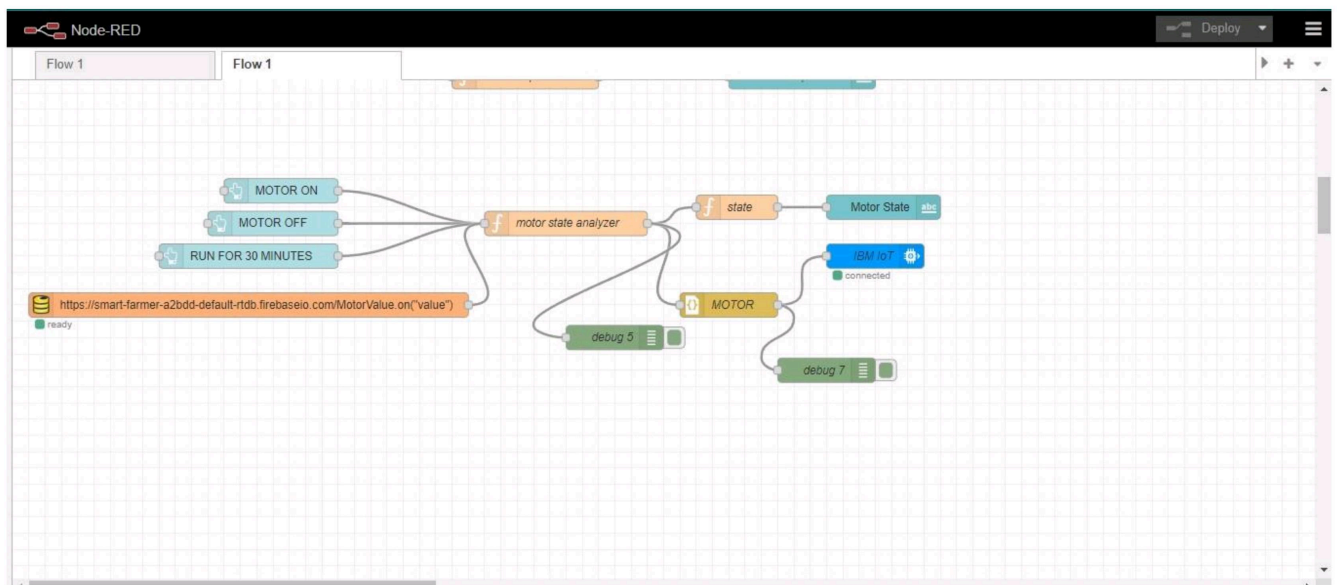 Node-RED
Deploy
Flow 1
Flow 1
MOTOR ON
MOTOR OFF
motor state analyzer
state
Motor State
abc
RUN FOR 30 MINUTES
IBM IoT
connected
https://smart-farmer-a2bdd-default-rtdb.firebaseio.com/MotorValue.on("value")
MOTOR
ready
debug 5
debug 7